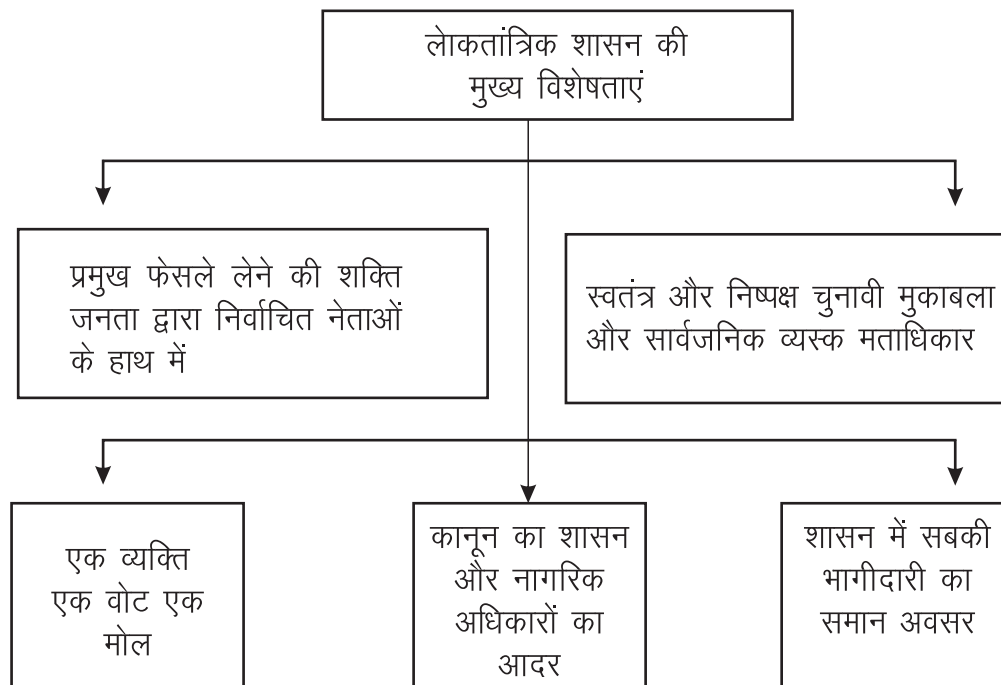 लेाकतांत्रिक शासन की
मुख्य विशेषताएं
प्रमुख फेसले लेने की शक्ति
जनता द्वारा निर्वाचित नेताओं
के हाथ में
स्वतंत्र और निष्पक्ष चुनावी मुकाबला
और सार्वजनिक व्यस्क मताधिकार
एक व्यक्ति
एक वोट एक
मोल
कानून का शासन
और नागरिक
अधिकारों का
आदर
शासन में सबकी
भागीदारी का
समान अवसर